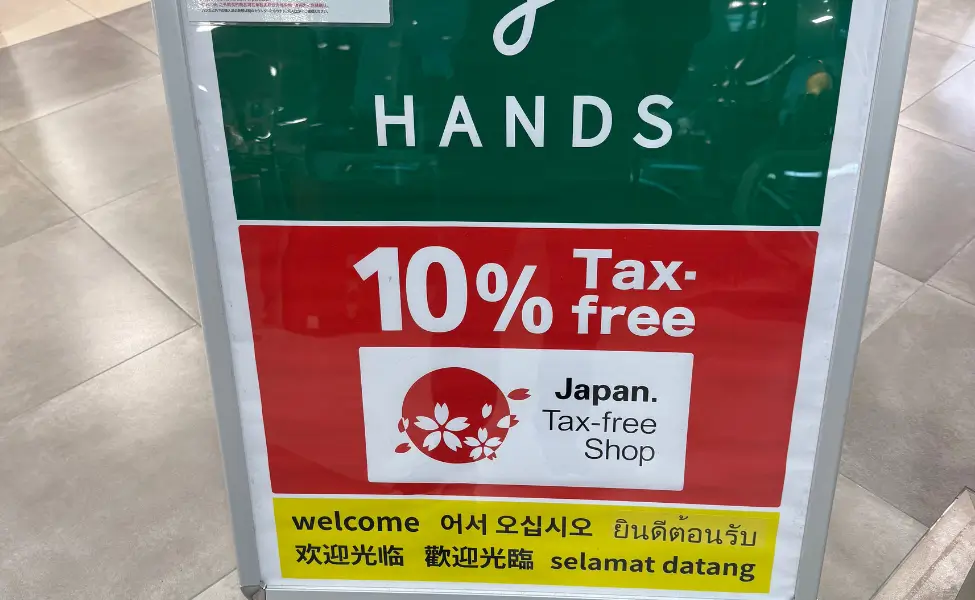 HANDS
10% Tax-
free
Japan.
Tax-free
Shop
welcome 어서 오십시오 ยินดีต้อนรับ
欢迎光临 歡迎光臨 selamat datang